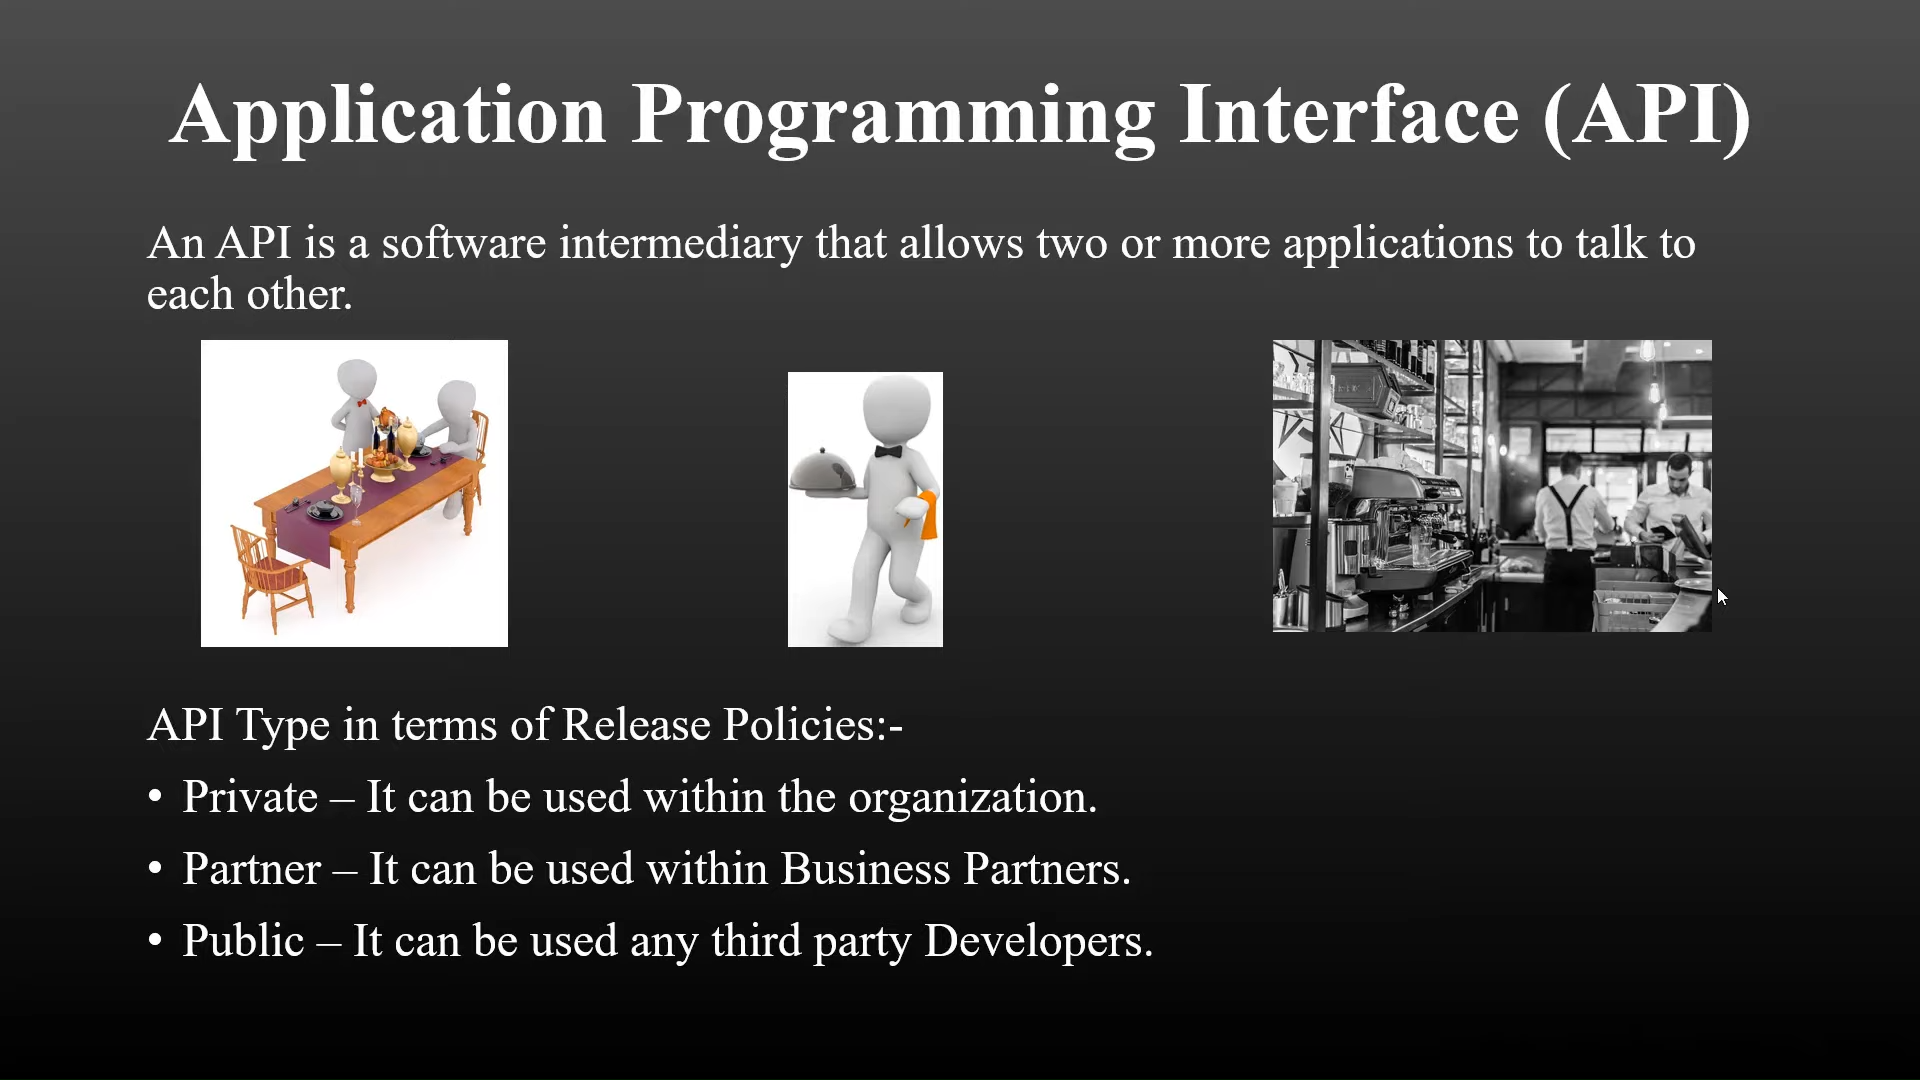 Application Programming Interface (API)
An API is a software intermediary that allows two or more applications to talk to
each other.
API Type in terms of Release Policies:-
• Private – It can be used within the organization.
• Partner – It can be used within Business Partners.
• Public – It can be used any third party Developers.